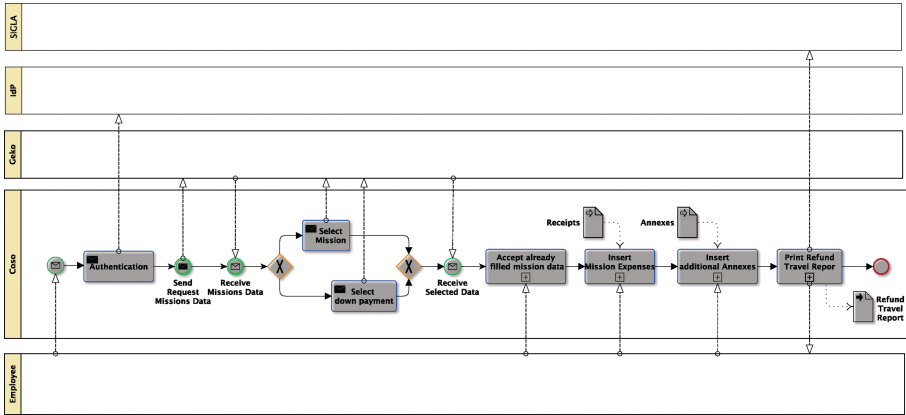 SIGLA
IdP
Geko
Coso
Authentication
Send
Request
Missions Data
Receive
Missions Data
X
Select
Mission
Select
down payment
X
Receive
Selected Data
Accept already
filled mission data
Receipts
Insert
Mission Expenses
Annexes
Insert
additional Annexes
Print Refund
Travel Repor
Refund
Travel
Report
Employee